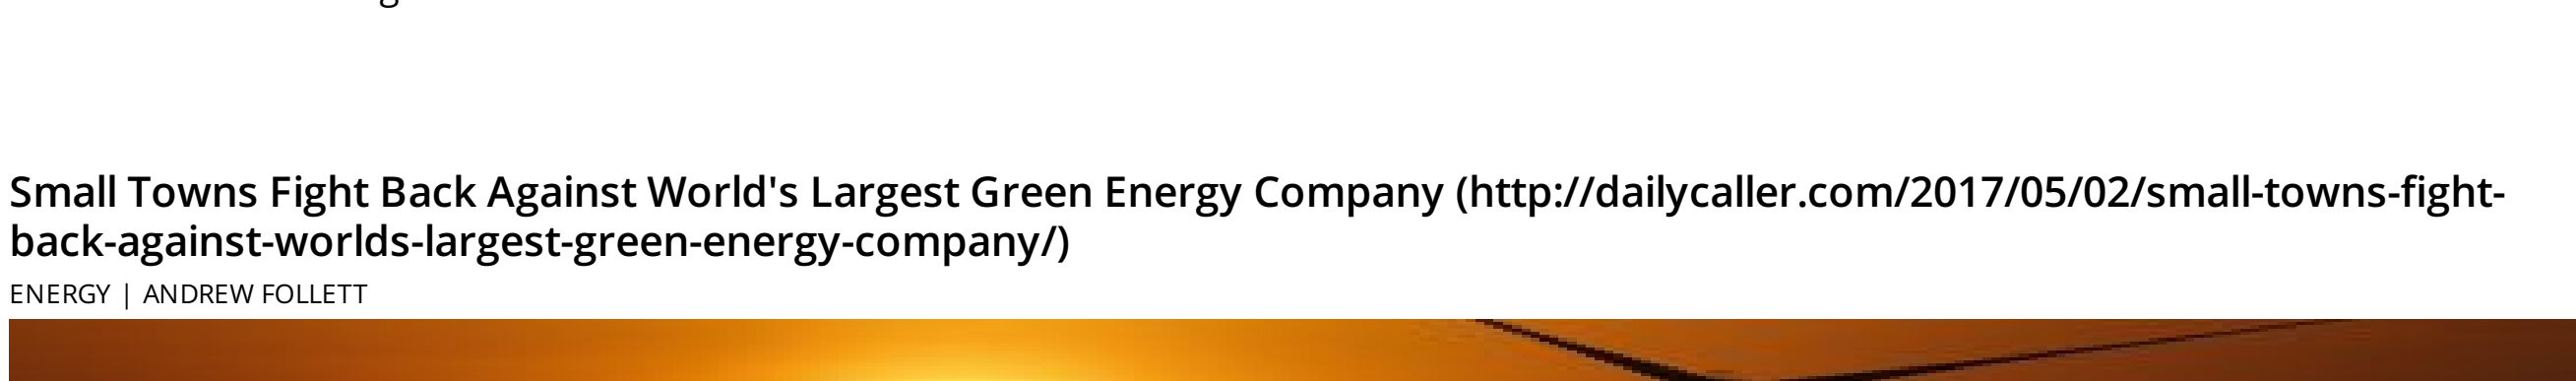 Small Towns Fight Back Against World's Largest Green Energy Company (http://dailycaller.com/2017/05/02/small-towns-fight-
back-against-worlds-largest-green-energy-company/)
ENERGY | ANDREW FOLLETT